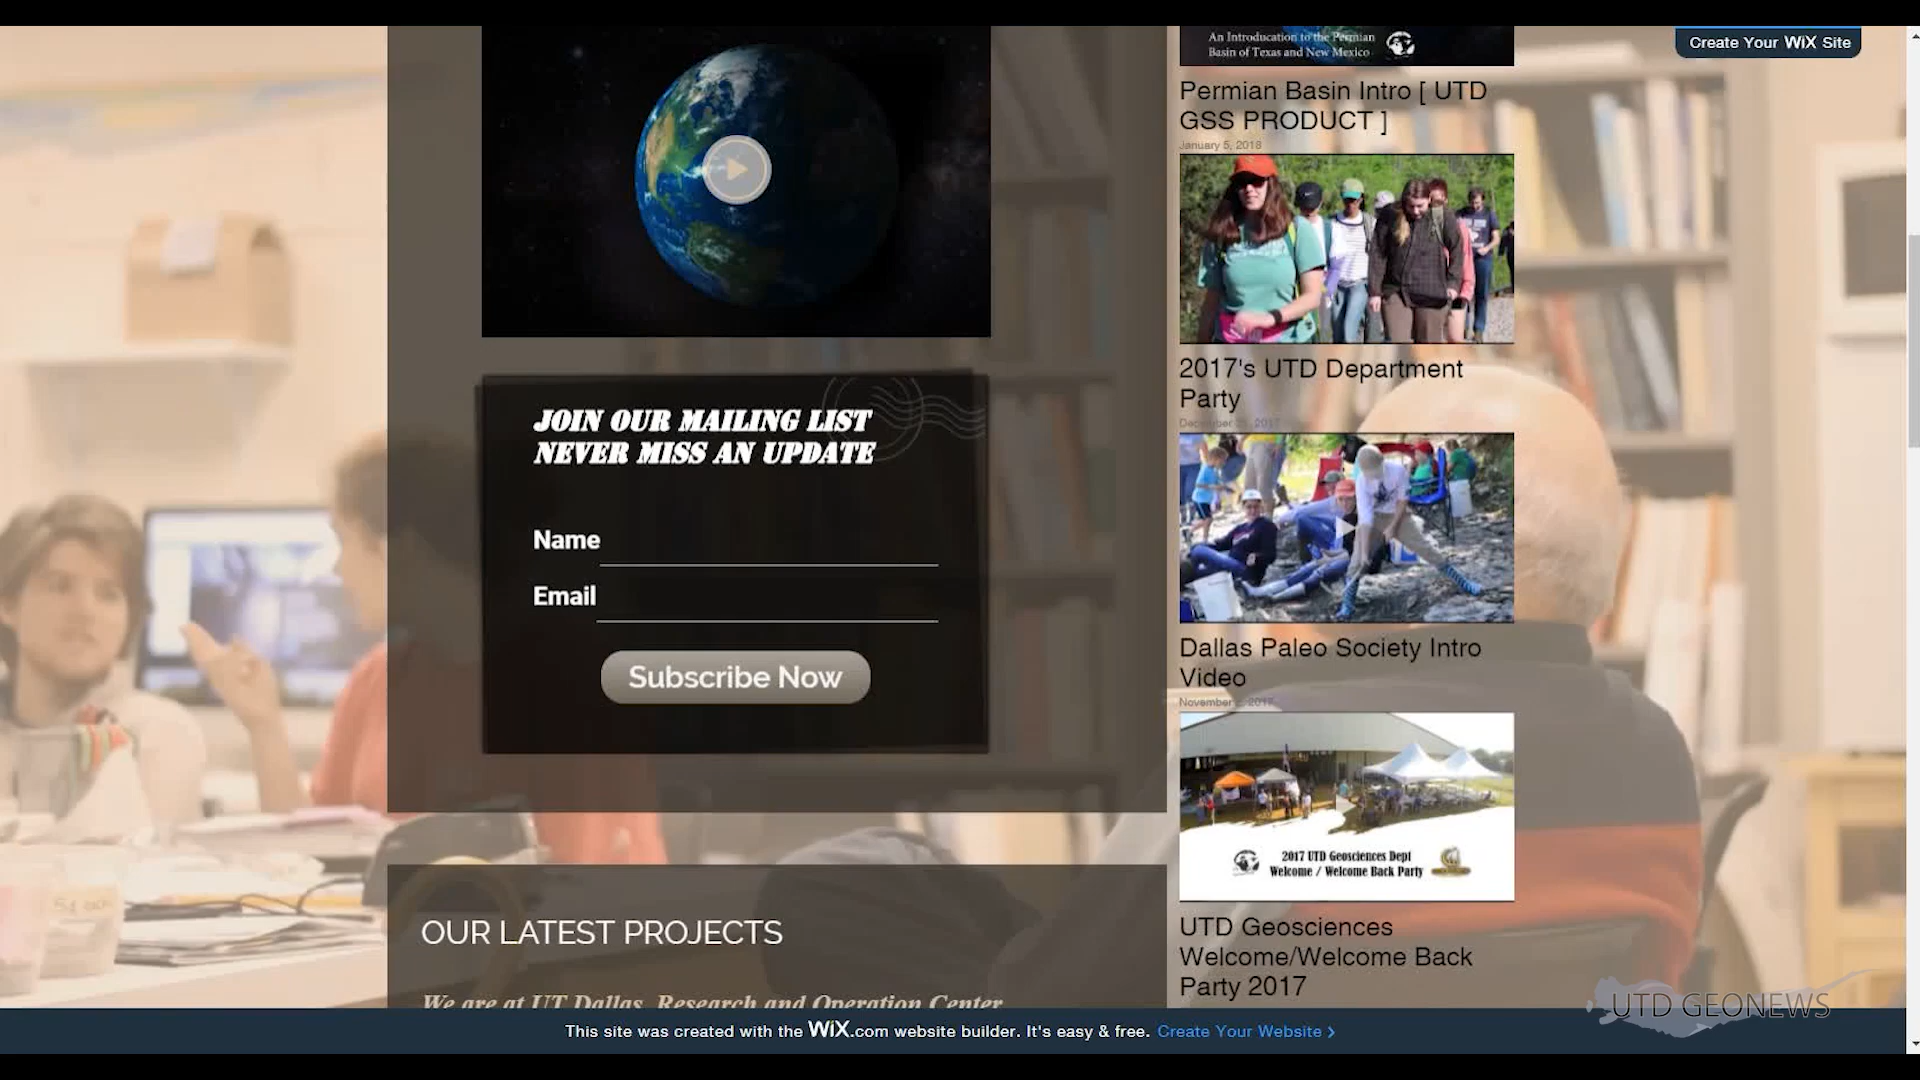 Create Your WiX Site
An Introducation to the Permian
Basin of Texas and New Mexico
Permian Basin Intro [ UTD
GSS PRODUCT ]
January 5, 2018
2017's UTD Department
Party
JOIN OUR MAILING LIST
NEVER MISS AN UPDATE
Name
Email
Subscribe Now
Dallas Paleo Society Intro
Video
2017 UTD Geosciences Dept
Welcome / Welcome Back Party
UTD Geosciences
Welcome/Welcome Back
Party 2017
OUR LATEST PROJECTS
We are at UT Dallas, Research and Operation Center
UTD GEONEWS
This site was created with the WiX.com website builder. It's easy & free. Create Your Website >